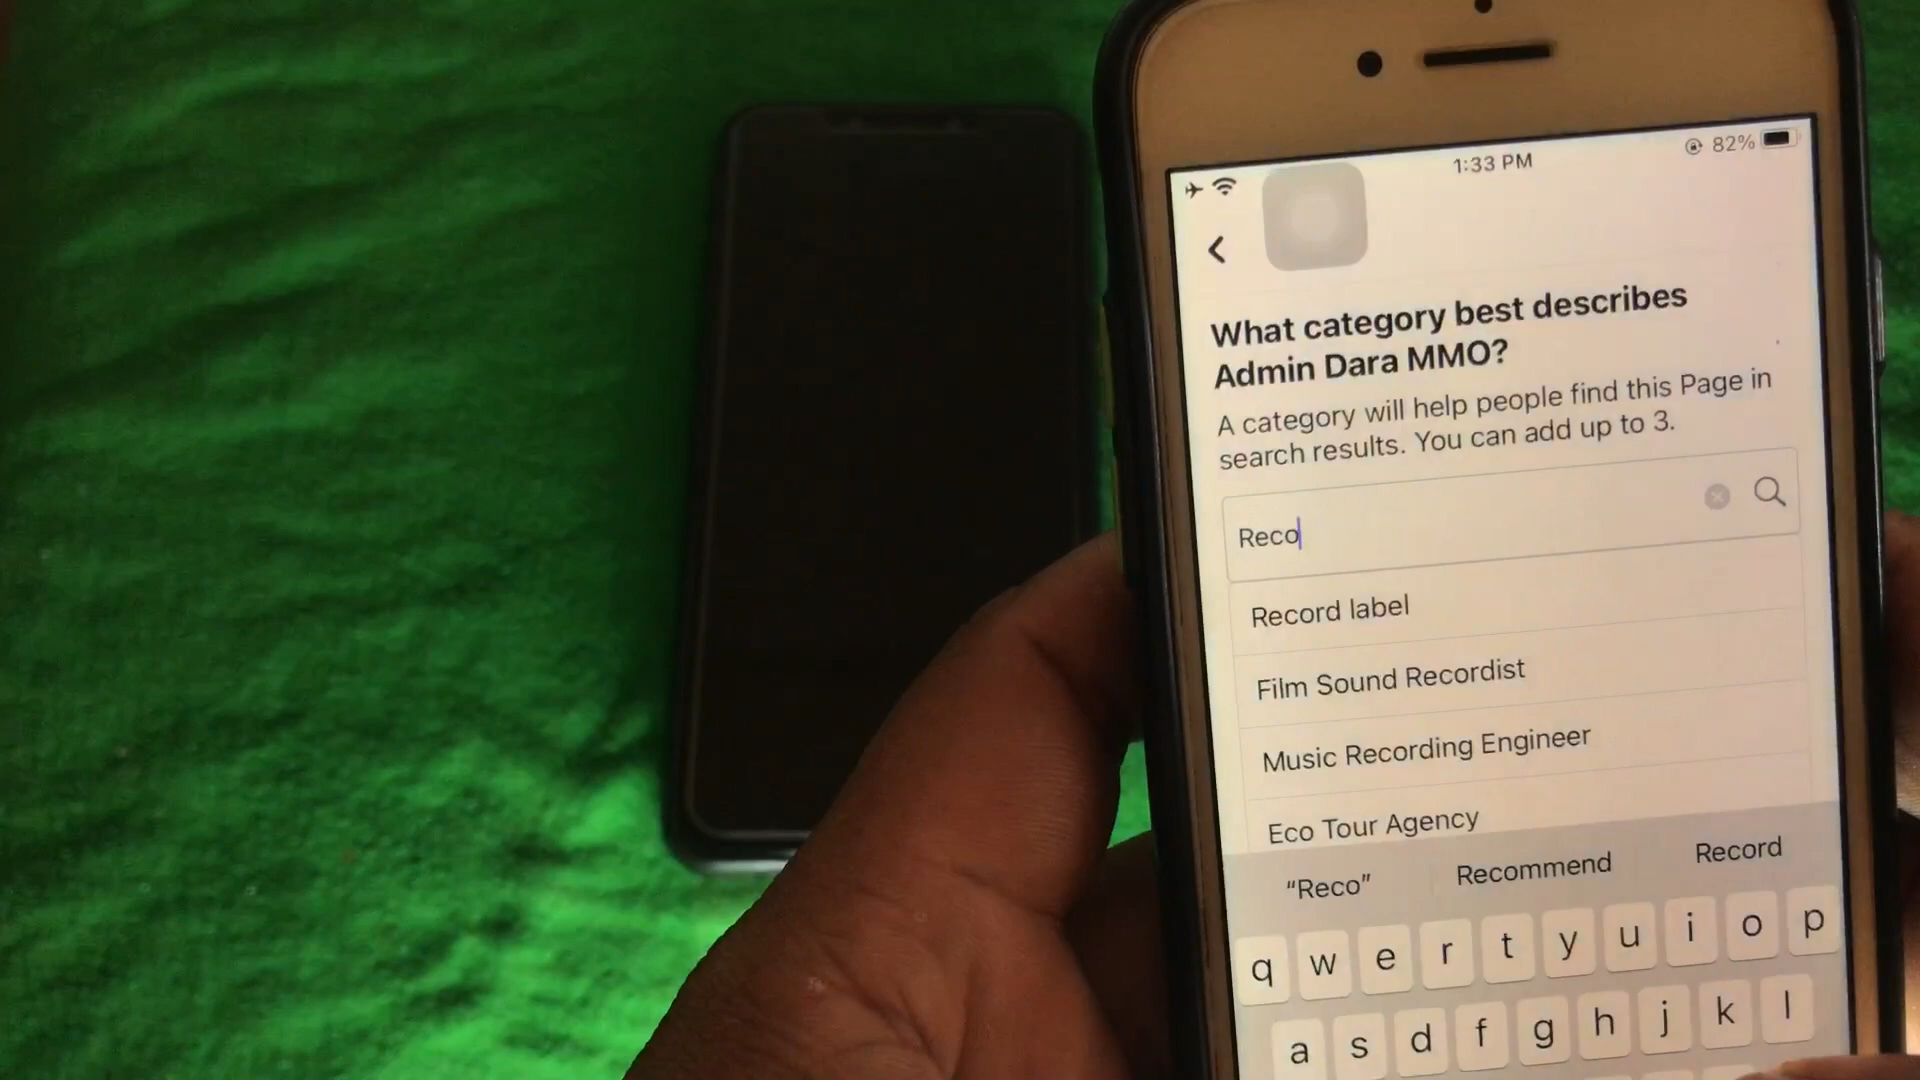 1:33 PM
82%
What category best describes
Admin Dara MMO?
A category will help people find this Page in
search results. You can add up to 3.
Reco
Record label
Film Sound Recordist
Music Recording Engineer
Eco Tour Agency
“Reco” Recommend Record
q w e r t y u i o p
a s d f g h j k l